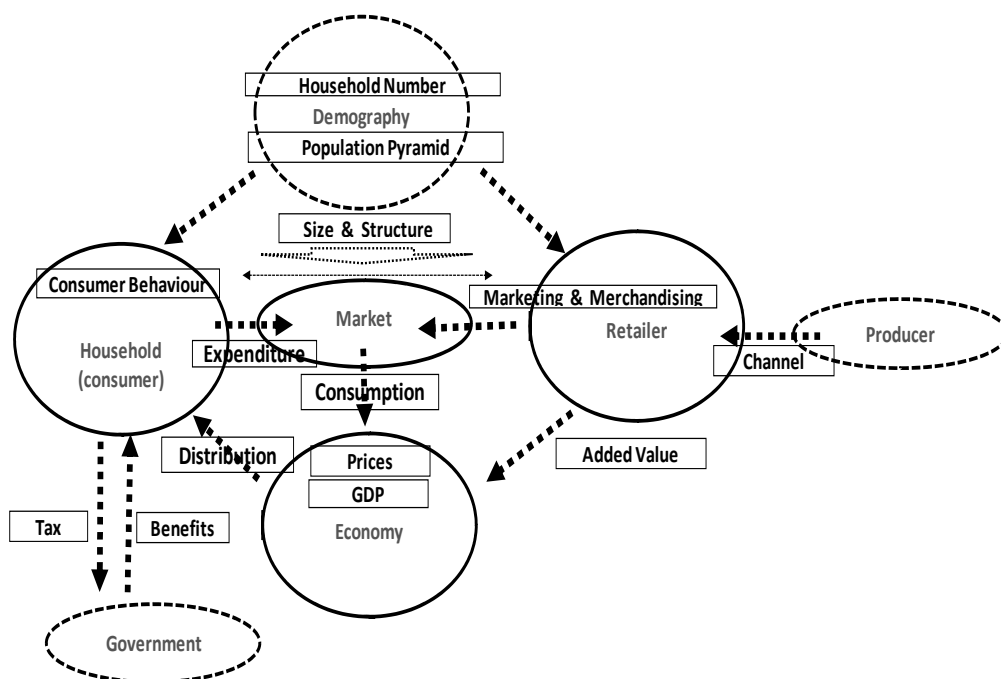 Household Number
Demography
Population Pyramid
Size & Structure
Consumer Behaviour
Marketing & Merchandising
Market
Retailer
Producer
Household
(consumer)
Expenditure
Channel
Consumption
Distribution
Prices
Added Value
GDP
Tax
Benefits
Economy
Government